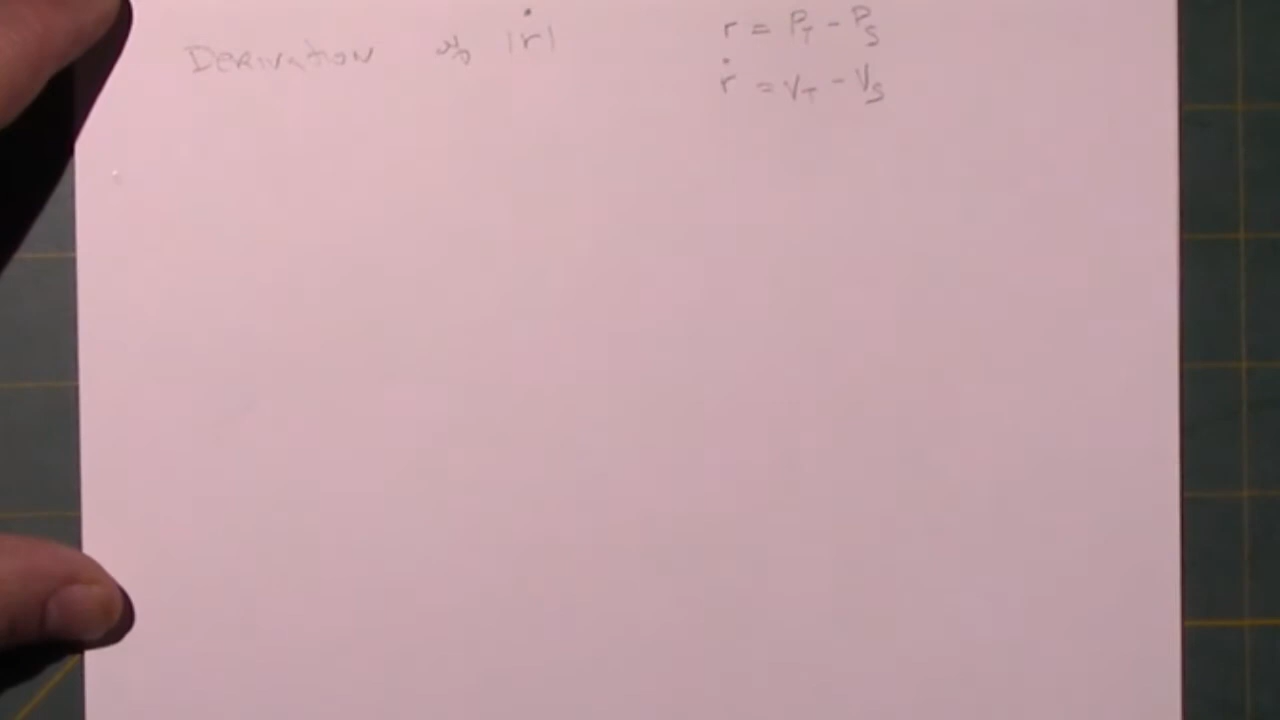 Derivation of |ṙ|
r = P_T - P_S
ṙ = V_T - V_S